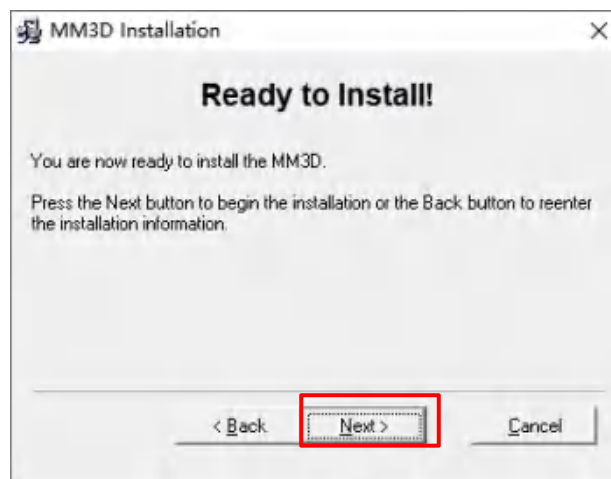 MM3D Installation
Ready to Install!
You are now ready to install the MM3D.
Press the Next button to begin the installation or the Back button to reenter
the installation information.
< Back Next > Cancel